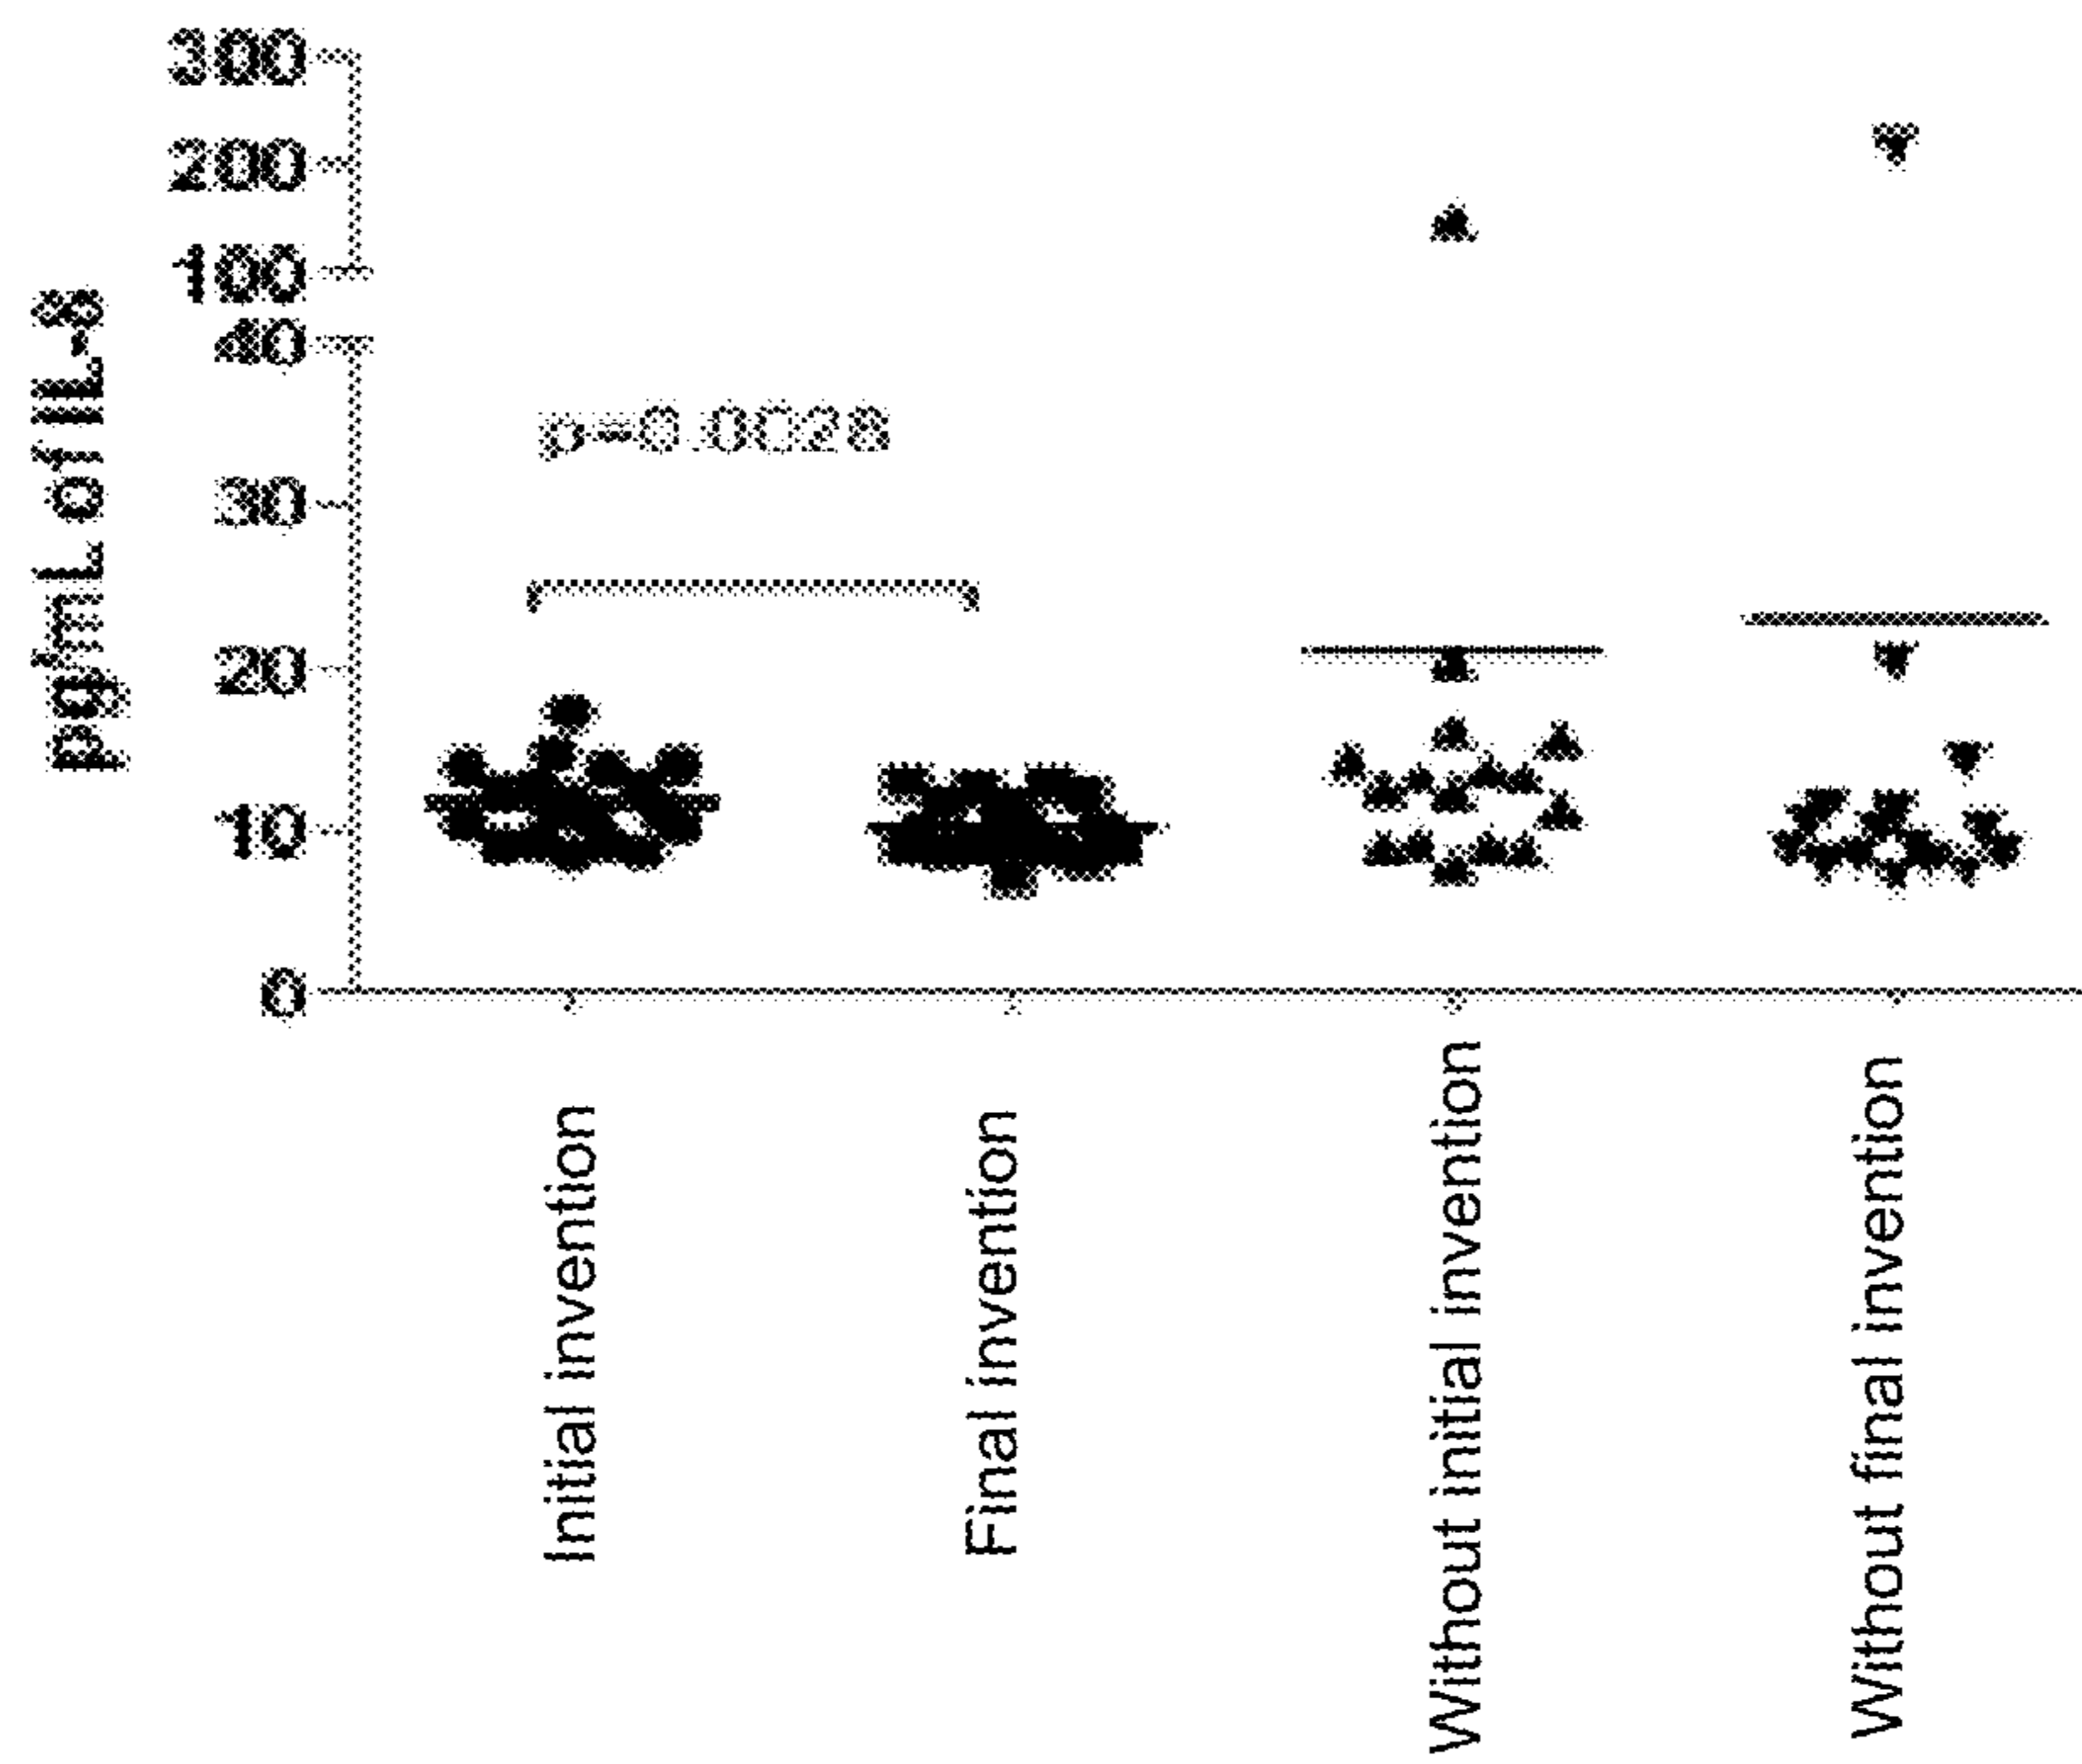 pg/mL of IL-8
300
200
100
40
30
20
10
0
p=0.0028
Initial invention
Final invention
Without initial invention
Without final invention